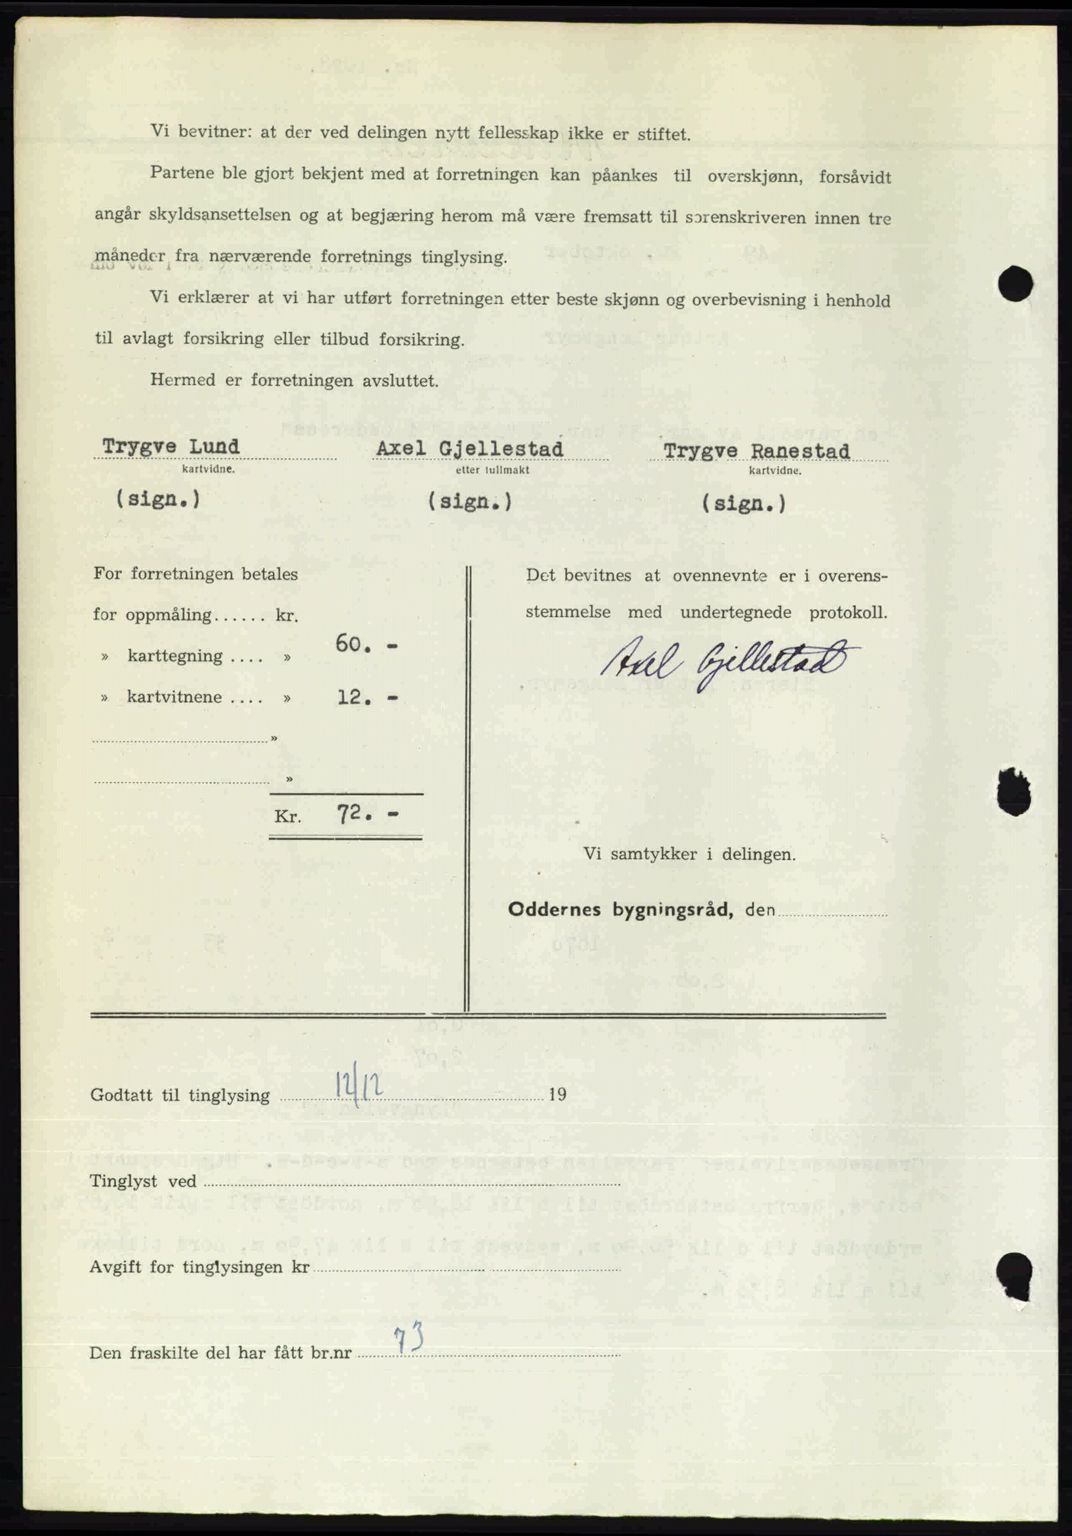 Vi bevitner: at der ved delingen nytt fellesskap ikke er stiftet.
Partene ble gjort bekjent med at forretningen kan påankes til overskjønn, forsåvidt
angår skyldsansettelsen og at begjæring herom må være fremsatt til sorenskriveren innen tre
måneder fra nærværende forretnings tinglysing.
Vi erklærer at vi har utført forretningen etter beste skjønn og overbevisning i henhold
til avlagt forsikring eller tilbud forsikring.
Hermed er forretningen avsluttet.
Trygve Lund Axel Gjellestad Trygve Ranestad
kartvidne. etter fullmakt kartvidne.
(sign.) (sign.) (sign.)
For forretningen betales
for oppmåling...... kr.
» karttegning .... » 60. -
» kartvitnene .... » 12. -
»
»
Kr. 72. -
Det bevitnes at ovennevnte er i overens-
stemmelse med undertegnede protokoll.
Axel Gjellestad
Vi samtykker i delingen.
Oddernes bygningsråd, den
Godtatt til tinglysing 12/12 19
Tinglyst ved
Avgift for tinglysingen kr
Den fraskilte del har fått br.nr 73